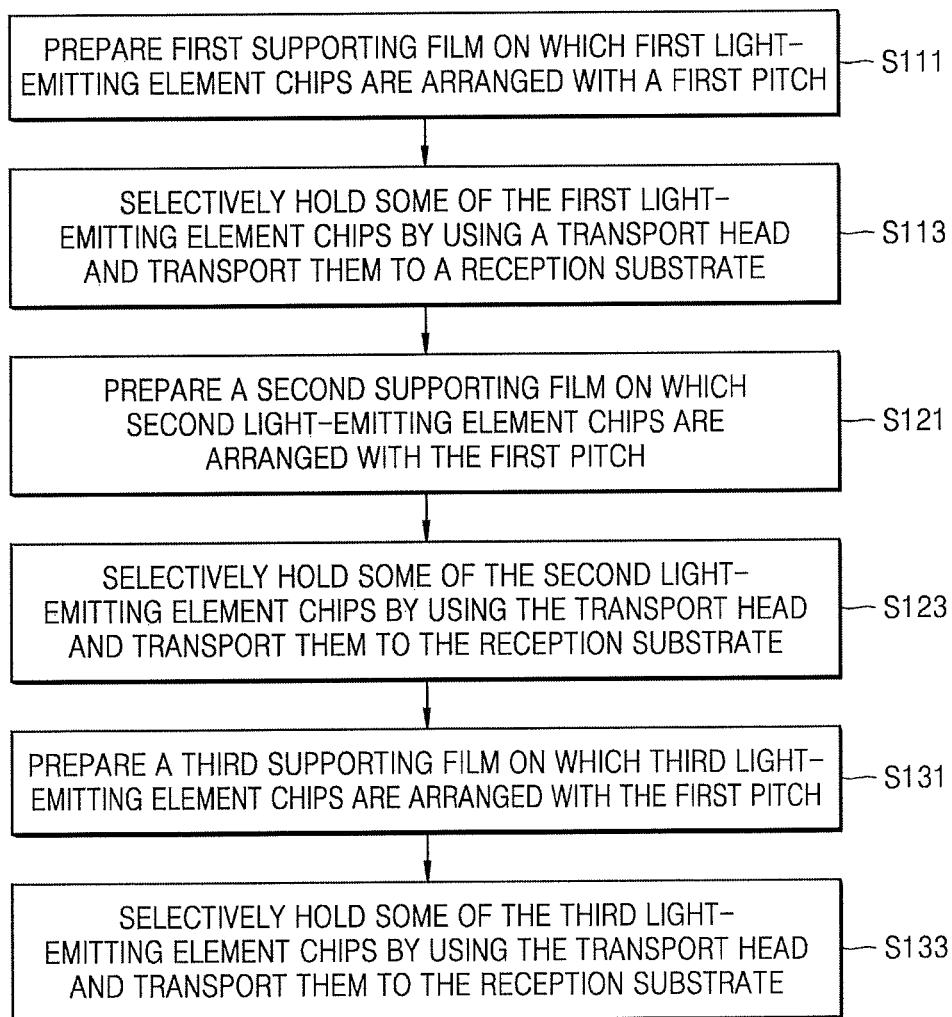 PREPARE FIRST SUPPORTING FILM ON WHICH FIRST LIGHT-
EMITTING ELEMENT CHIPS ARE ARRANGED WITH A FIRST PITCH
S111
SELECTIVELY HOLD SOME OF THE FIRST LIGHT-
EMITTING ELEMENT CHIPS BY USING A TRANSPORT HEAD
AND TRANSPORT THEM TO A RECEPTION SUBSTRATE
S113
PREPARE A SECOND SUPPORTING FILM ON WHICH
SECOND LIGHT-EMITTING ELEMENT CHIPS ARE
ARRANGED WITH THE FIRST PITCH
S121
SELECTIVELY HOLD SOME OF THE SECOND LIGHT-
EMITTING ELEMENT CHIPS BY USING THE TRANSPORT HEAD
AND TRANSPORT THEM TO THE RECEPTION SUBSTRATE
S123
PREPARE A THIRD SUPPORTING FILM ON WHICH THIRD LIGHT-
EMITTING ELEMENT CHIPS ARE ARRANGED WITH THE FIRST PITCH
S131
SELECTIVELY HOLD SOME OF THE THIRD LIGHT-
EMITTING ELEMENT CHIPS BY USING THE TRANSPORT HEAD
AND TRANSPORT THEM TO THE RECEPTION SUBSTRATE
S133